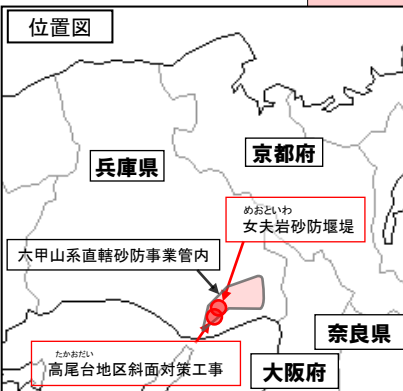 位置図
兵庫県
京都府
めおといわ
女夫岩砂防堰堤
六甲山系直轄砂防事業管内
奈良県
たかおだい
高尾台地区斜面対策工事
大阪府